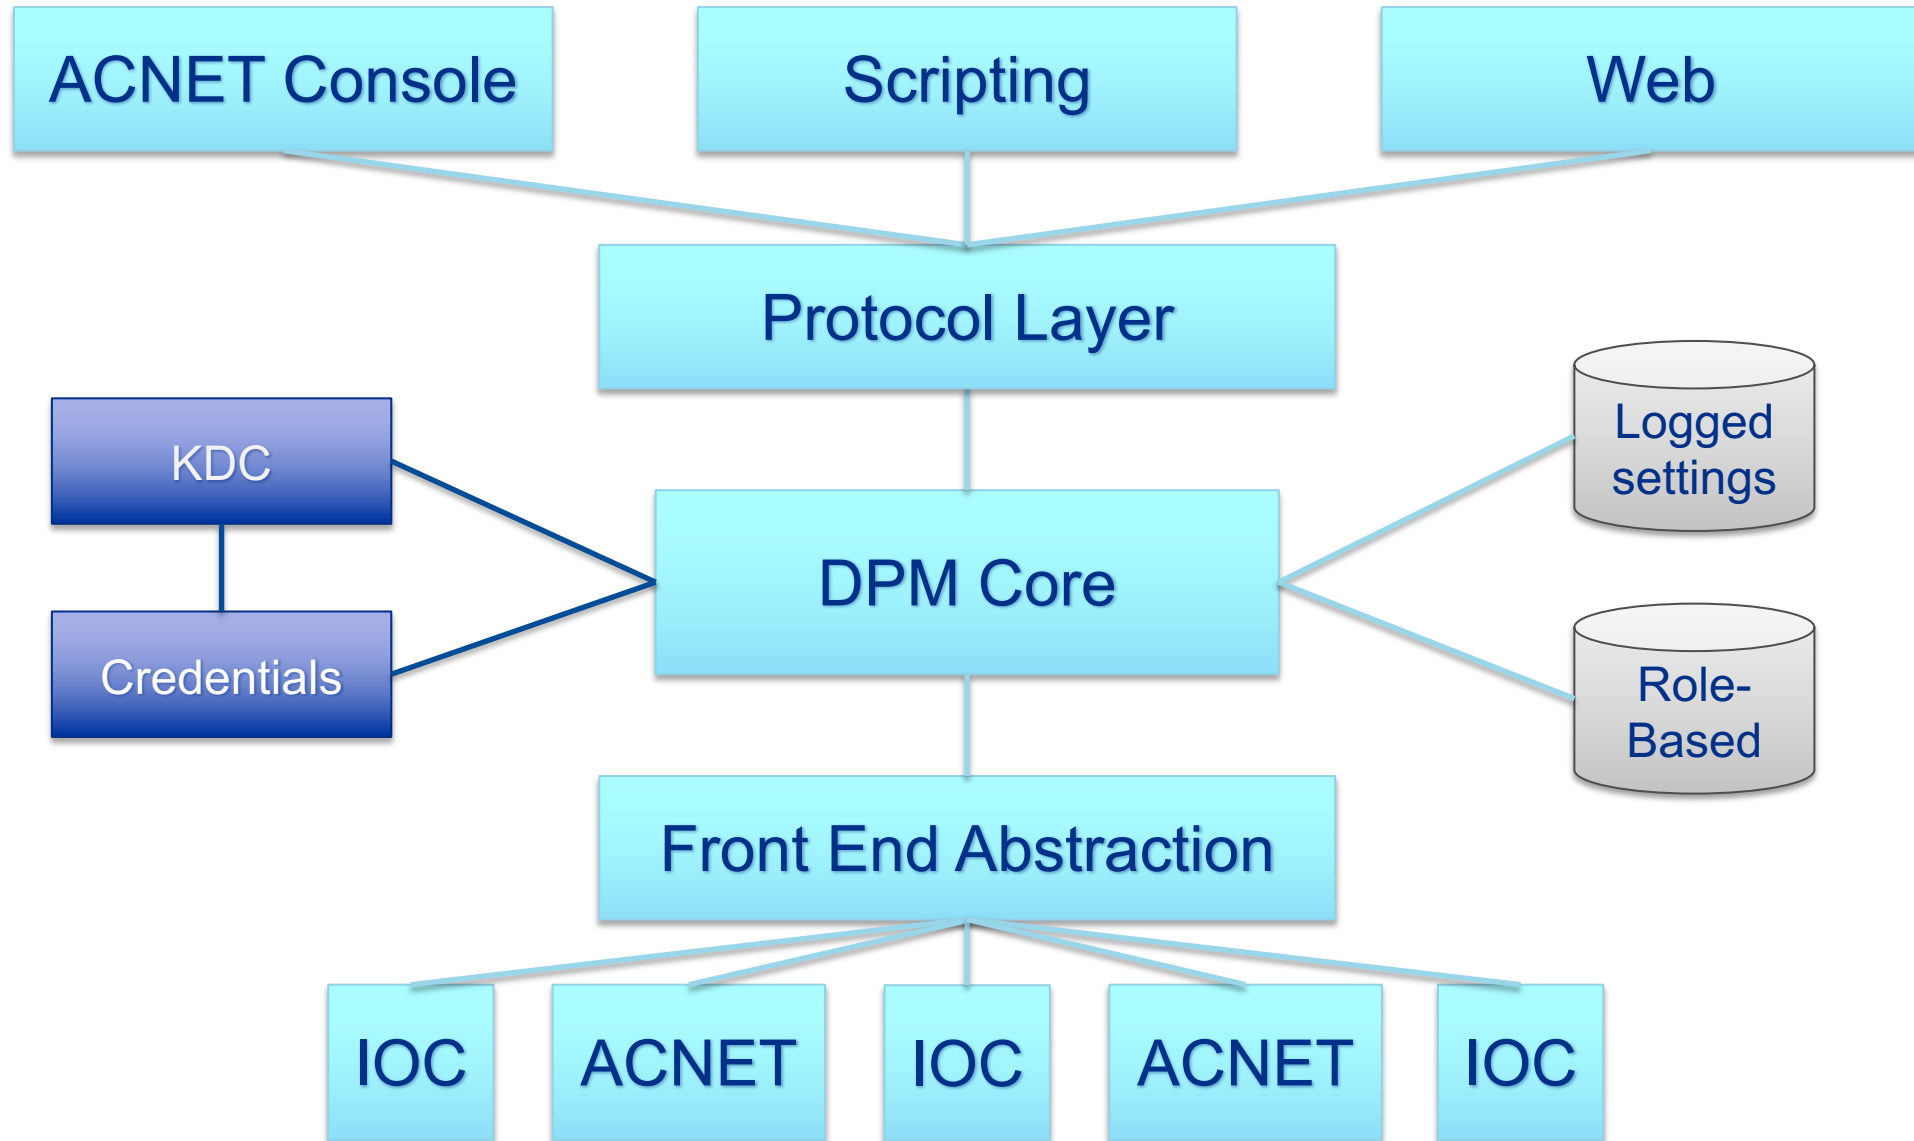 ACNET Console
Scripting
Web
Protocol Layer
KDC
Logged
settings
DPM Core
Credentials
Role-
Based
Front End Abstraction
IOC
ACNET
IOC
ACNET
IOC